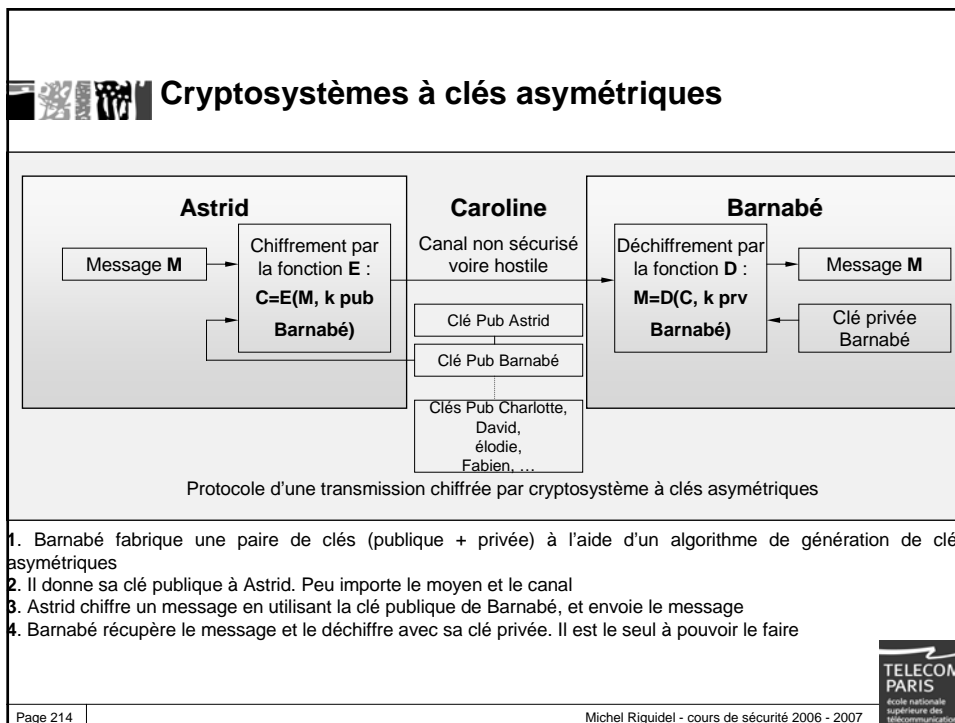 Cryptosystèmes à clés asymétriques
Astrid
Message M
Chiffrement par
la fonction E :
C=E(M, k pub
Barnabé)
Caroline
Canal non sécurisé
voire hostile
Clé Pub Astrid
Clé Pub Barnabé
Clés Pub Charlotte,
David,
élodie,
Fabien, …
Barnabé
Déchiffrement par
la fonction D :
M=D(C, k prv
Barnabé)
Message M
Clé privée
Barnabé
Protocole d'une transmission chiffrée par cryptosystème à clés asymétriques
1. Barnabé fabrique une paire de clés (publique + privée) à l'aide d'un algorithme de génération de clé
asymétriques
2. Il donne sa clé publique à Astrid. Peu importe le moyen et le canal
3. Astrid chiffre un message en utilisant la clé publique de Barnabé, et envoie le message
4. Barnabé récupère le message et le déchiffre avec sa clé privée. Il est le seul à pouvoir le faire
TELECOM
PARIS
école nationale
supérieure des
télécommunication
Page 214
Michel Riguidel - cours de sécurité 2006 - 2007